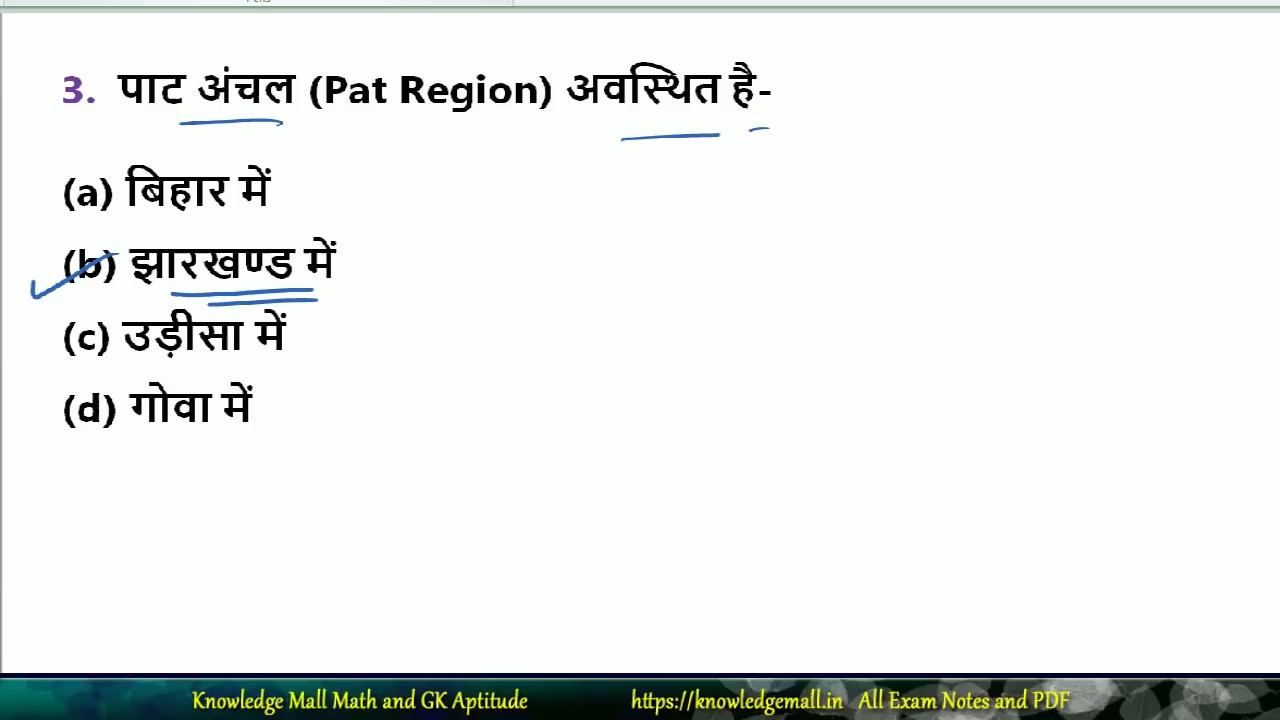 3. पाट अंचल (Pat Region) अवस्थित है-
(a) बिहार में
(b) झारखण्ड में
(c) उड़ीसा में
(d) गोवा में
Knowledge Mall Math and GK Aptitude https://knowledgemall.in All Exam Notes and PDF